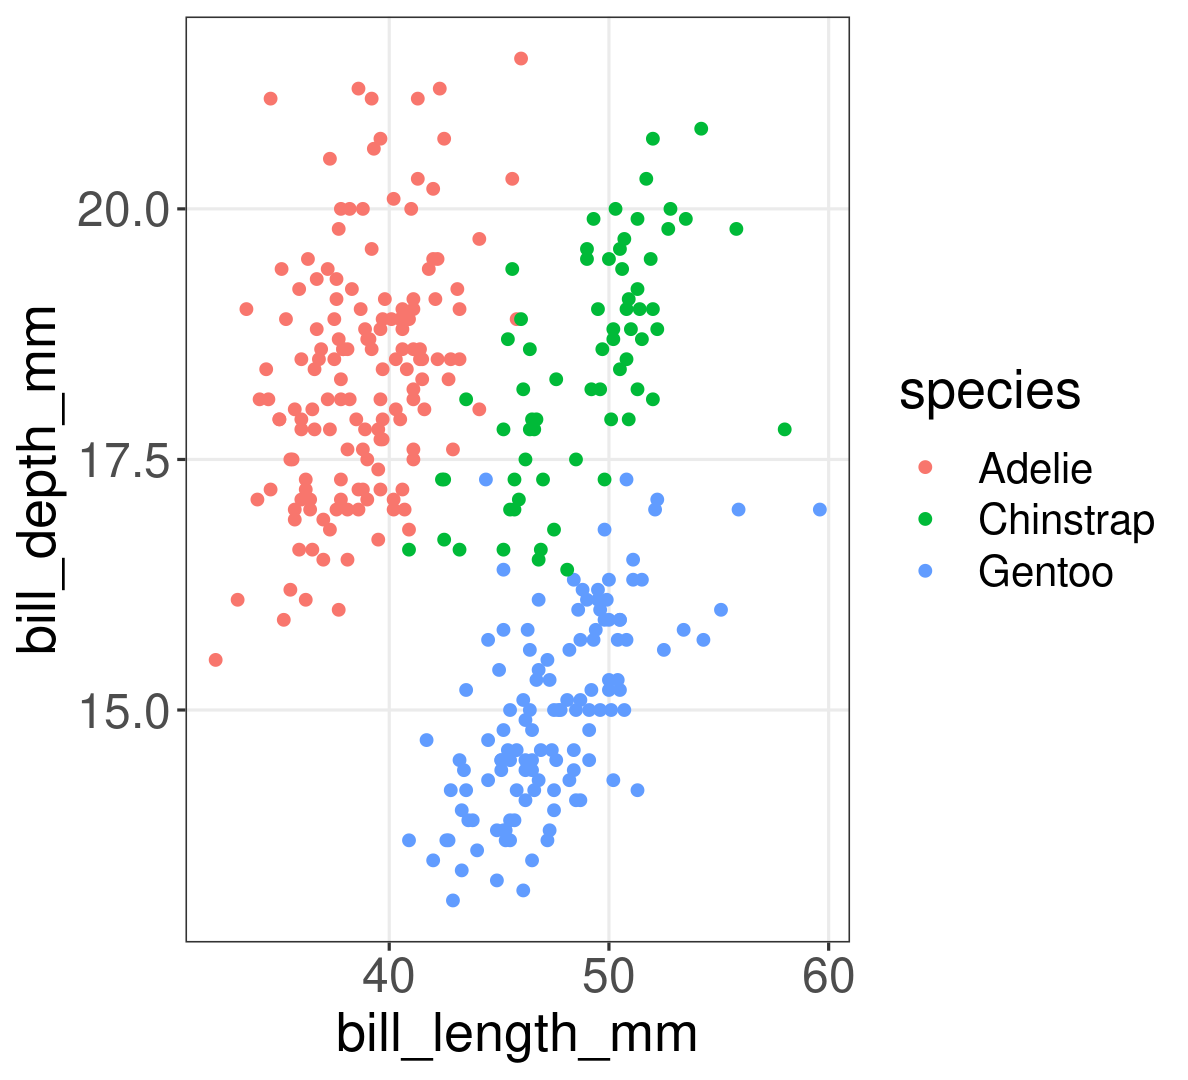 20.0
17.5
15.0
bill_depth_mm
40 50 60
bill_length_mm
species
Adelie
Chinstrap
Gentoo